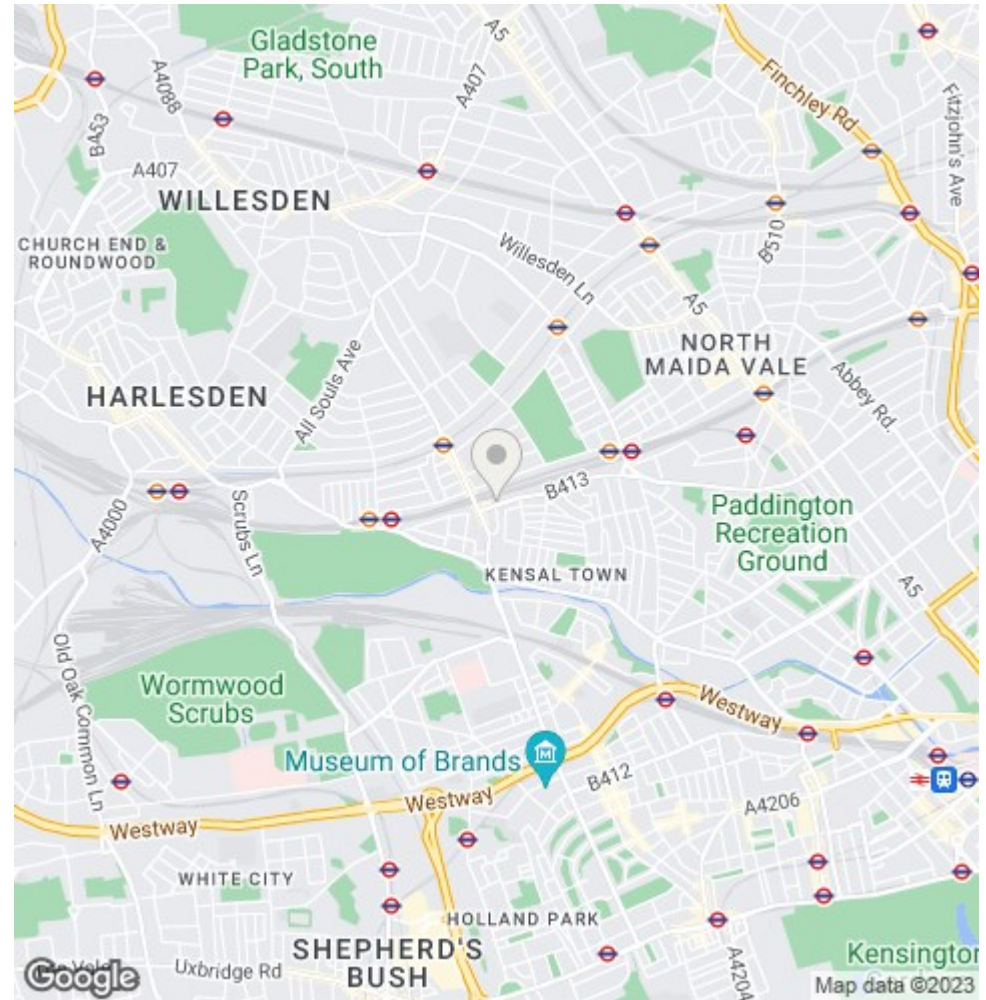 Gladstone
Park, South
A5
A407
A4088
B453
Finchley Rd
Fitzjohn's Ave
A407
WILLESDEN
CHURCH END &
ROUNDWOOD
Willesden Ln
B510
A5
NORTH
MAIDA VALE
HARLESDEN
All Souls Ave
Abbey Rd.
A4000
Scrubs Ln
B413
Paddington
Recreation
Ground
KENSAL TOWN
A5
Old Oak Common Ln
Wormwood
Scrubs
Westway
Museum of Brands
M
B412
Westway
A4206
Westway
WHITE CITY
HOLLAND PARK
SHEPHERD'S
BUSH
A4204
Kensington
Uxbridge Rd
Google
Map data ©2023